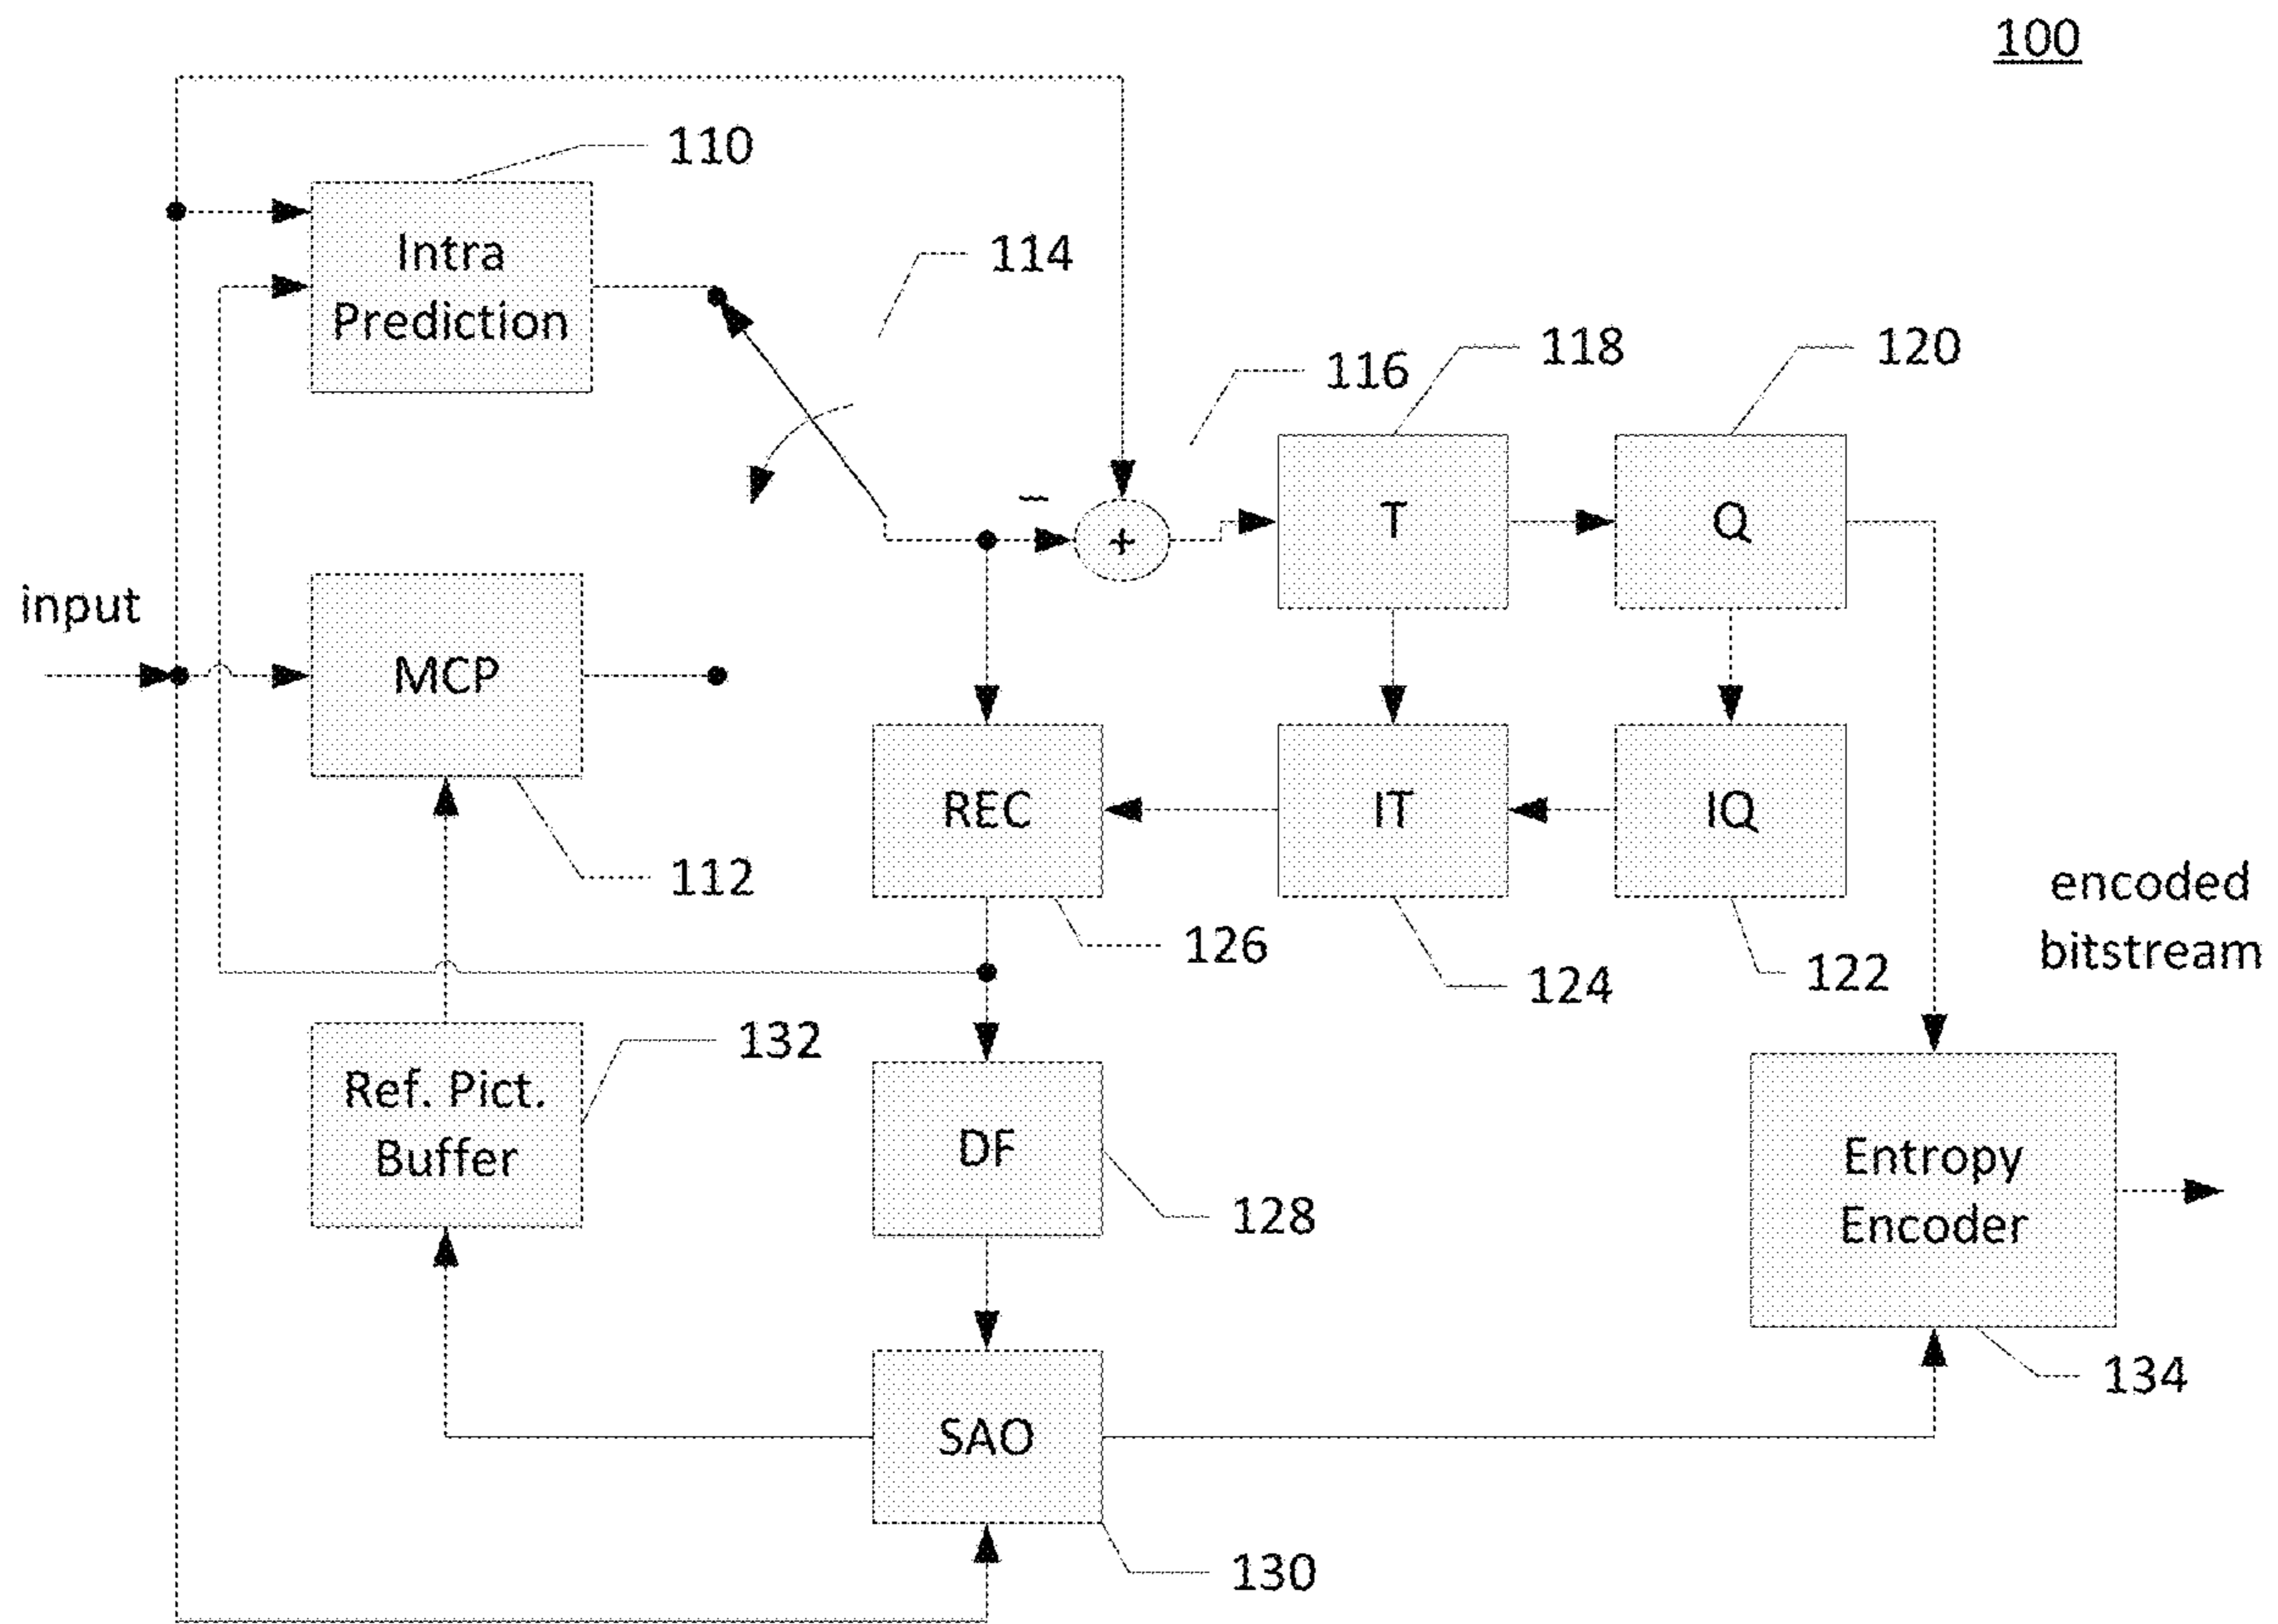 100
110
Intra
Prediction
114
116
118
120
−
+
T
Q
input
MCP
REC
IT
IQ
112
126
124
122
encoded
bitstream
Ref. Pict.
Buffer
132
DF
128
Entropy
Encoder
134
SAO
130